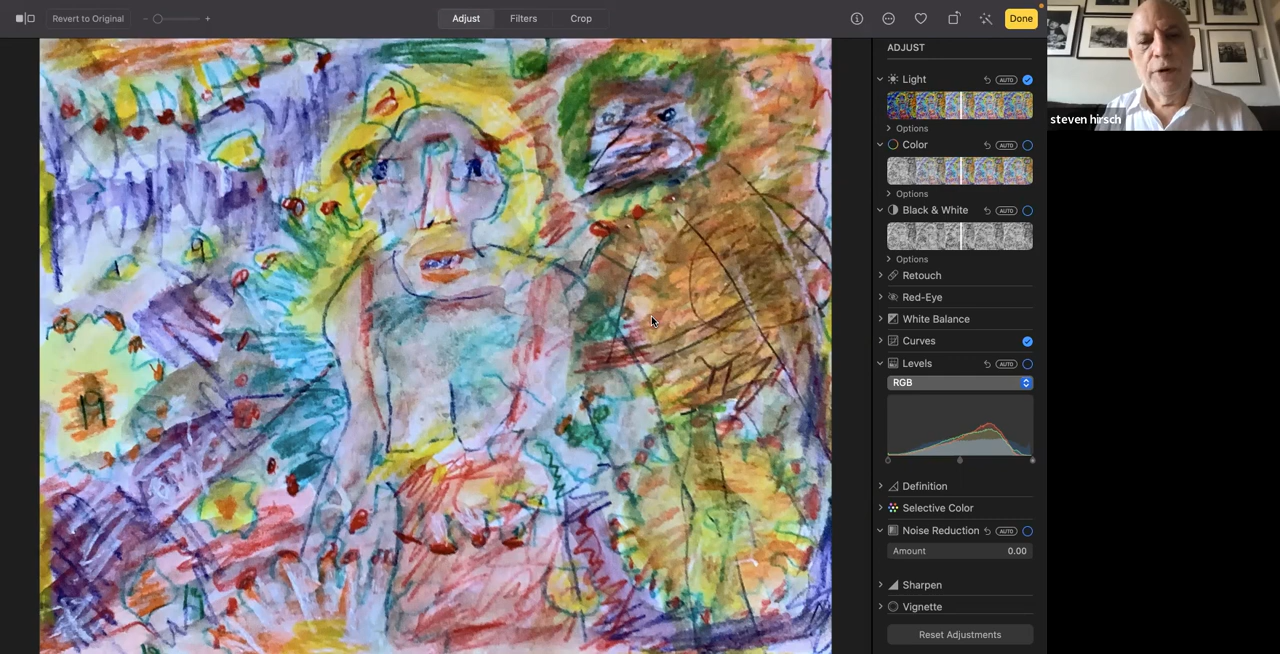 Revert to Original
Adjust
Filters
Crop
Done
ADJUST
Light
AUTO
Options
Color
AUTO
Options
Black & White
AUTO
Options
Retouch
Red-Eye
White Balance
Curves
Levels
AUTO
RGB
Definition
Selective Color
Noise Reduction
AUTO
Amount 0.00
Sharpen
Vignette
Reset Adjustments
steven hirsch